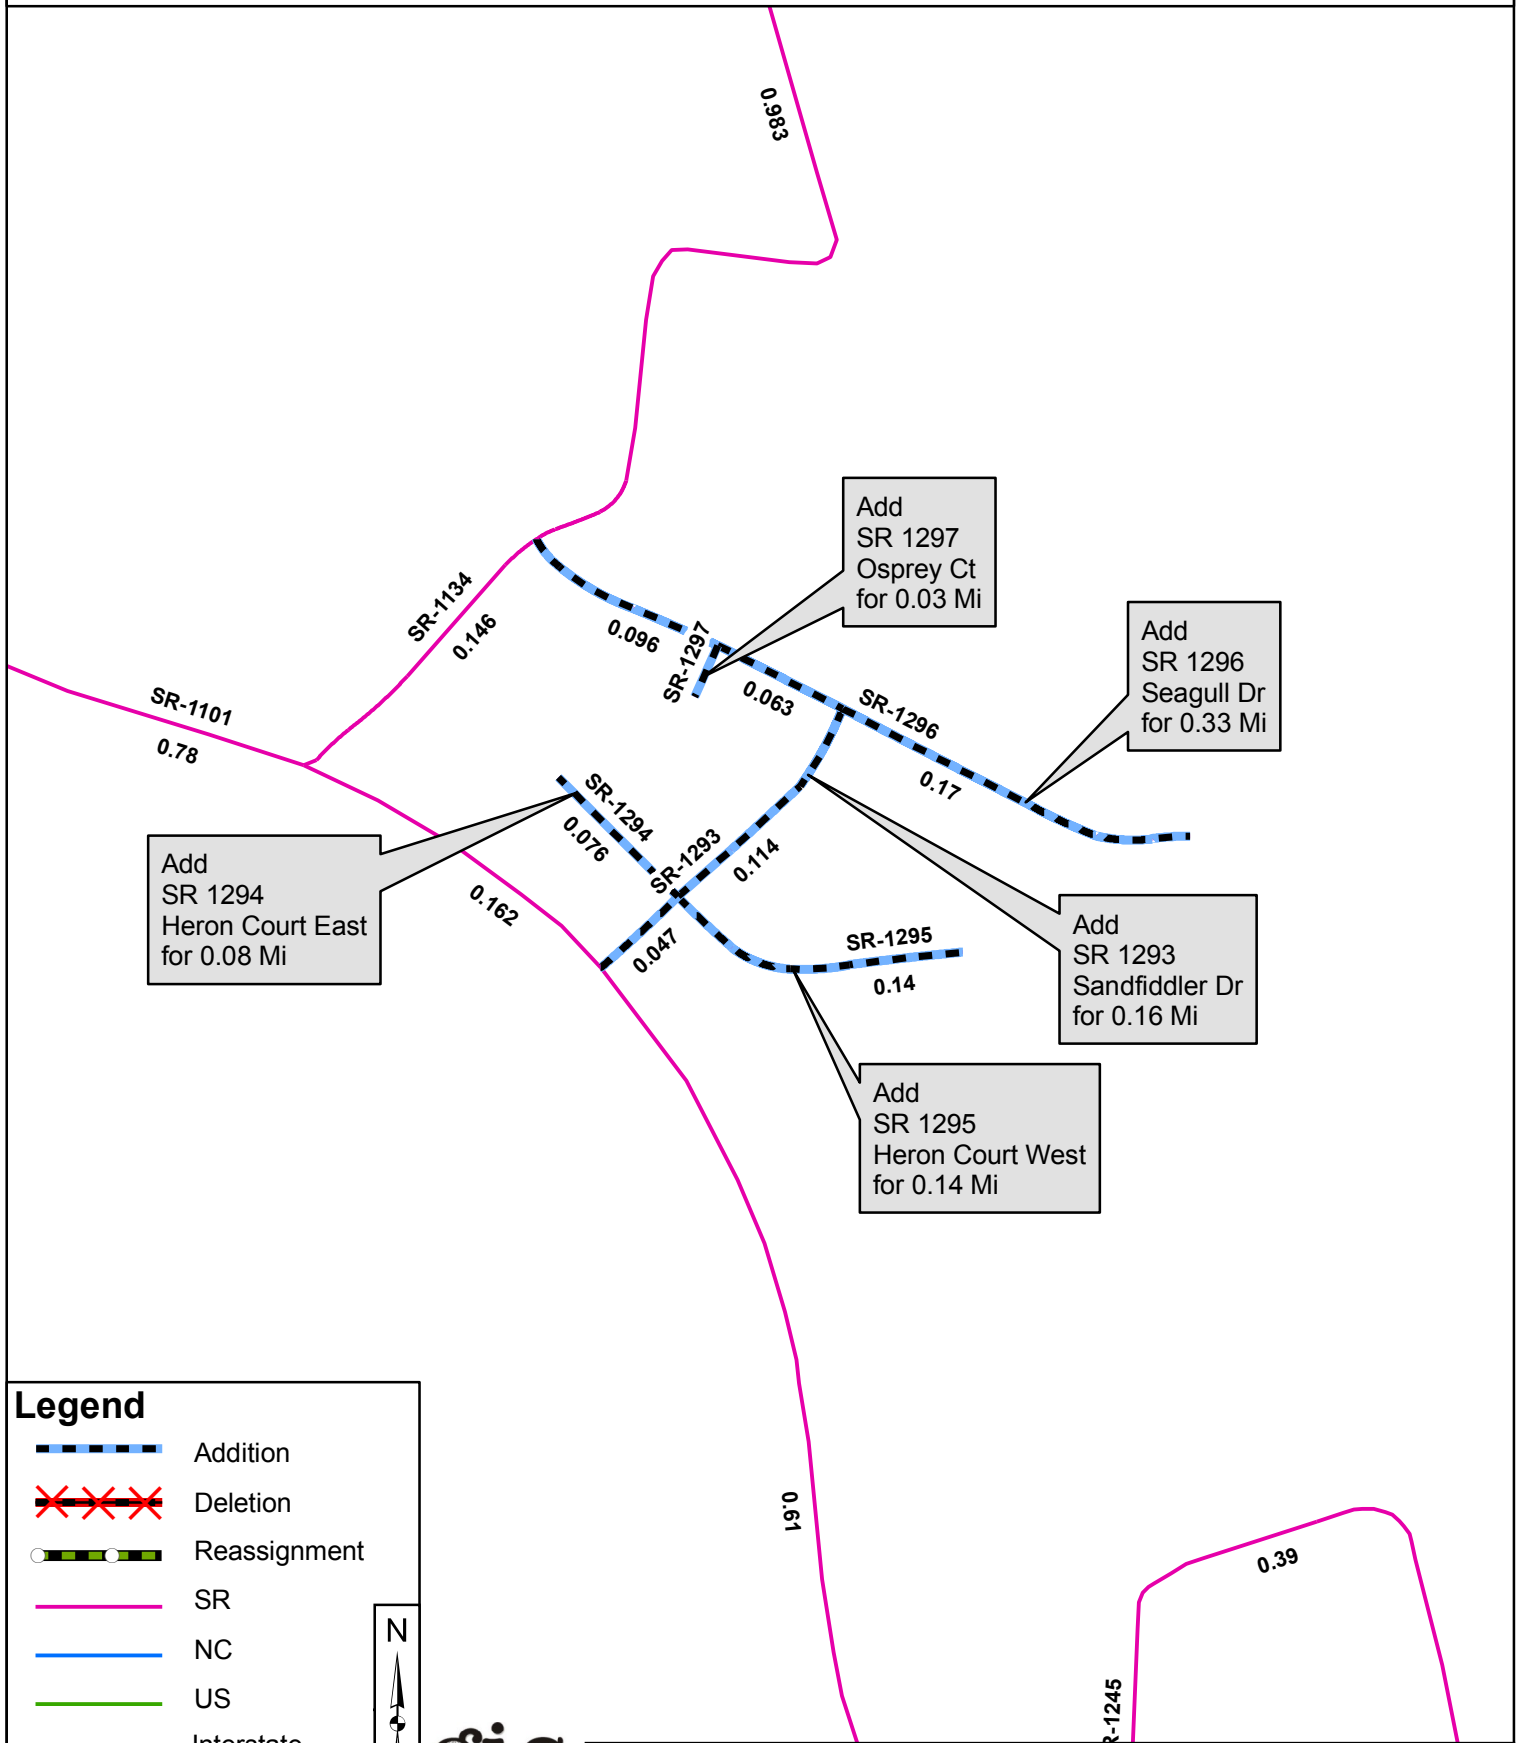 0.983
Add
SR 1297
Osprey Ct
for 0.03 Mi
SR-1134
0.146
0.096
SR-1297
0.063
Add
SR 1296
Seagull Dr
for 0.33 Mi
SR-1296
0.17
SR-1101
0.78
SR-1294
0.076
SR-1293
0.114
Add
SR 1294
Heron Court East
for 0.08 Mi
0.162
0.047
SR-1295
0.14
Add
SR 1293
Sandfiddler Dr
for 0.16 Mi
Add
SR 1295
Heron Court West
for 0.14 Mi
0.61
0.39
R-1245
Legend
Addition
Deletion
Reassignment
SR
NC
US
Interstate
N